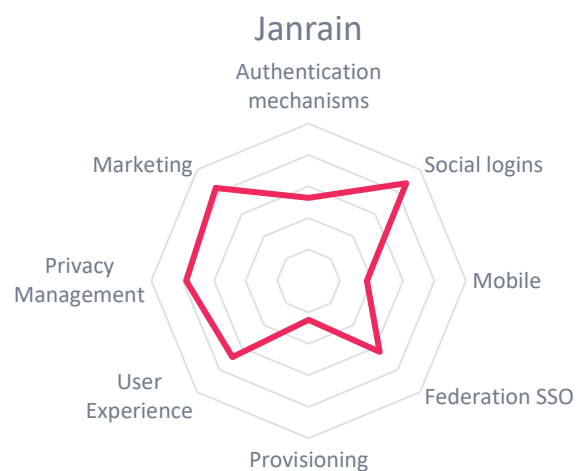 Janrain
Authentication
mechanisms
Marketing
Social logins
Privacy
Management
Mobile
User
Experience
Federation SSO
Provisioning